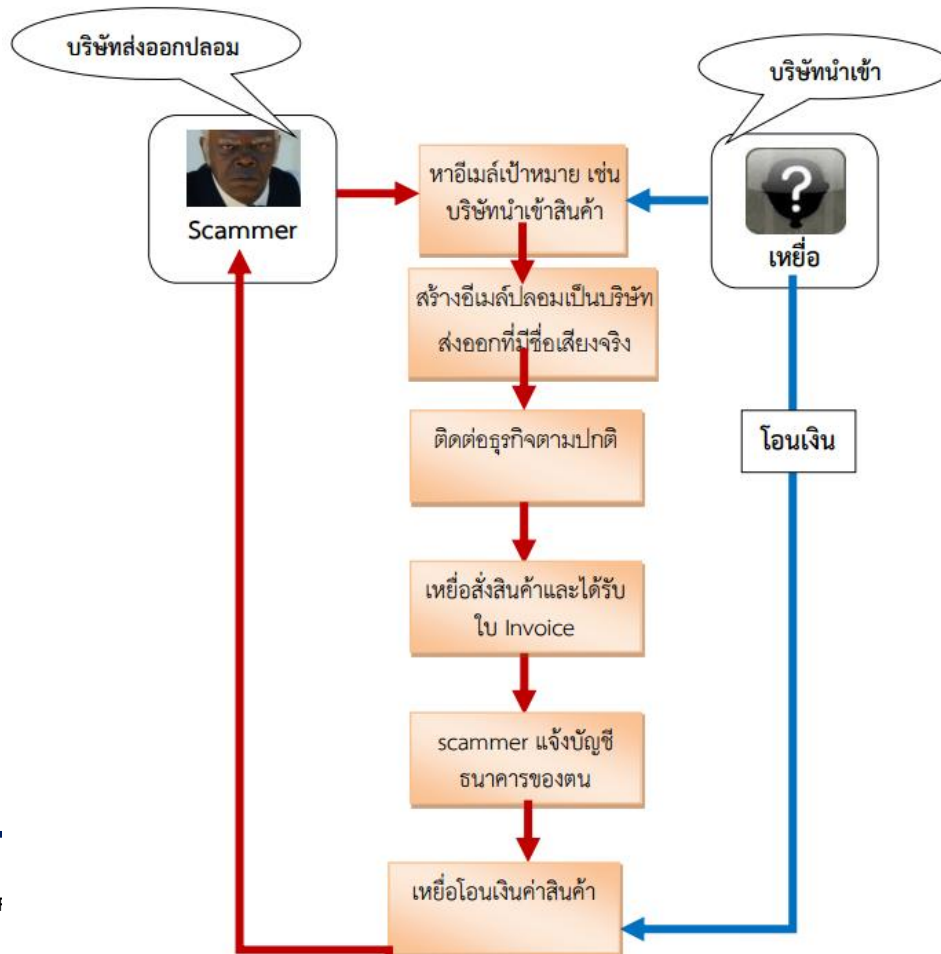 บริษัทส่งออกปลอม
บริษัทนำเข้า
Scammer
เหยื่อ
หาอีเมล์เป้าหมาย เช่น
บริษัทนำเข้าสินค้า
สร้างอีเมล์ปลอมเป็นบริษัท
ส่งออกที่มีชื่อเสียงจริง
ติดต่อธุรกิจตามปกติ
โอนเงิน
เหยื่อสั่งสินค้าและได้รับ
ใบ Invoice
scammer แจ้งบัญชี
ธนาคารของตน
เหยื่อโอนเงินค่าสินค้า